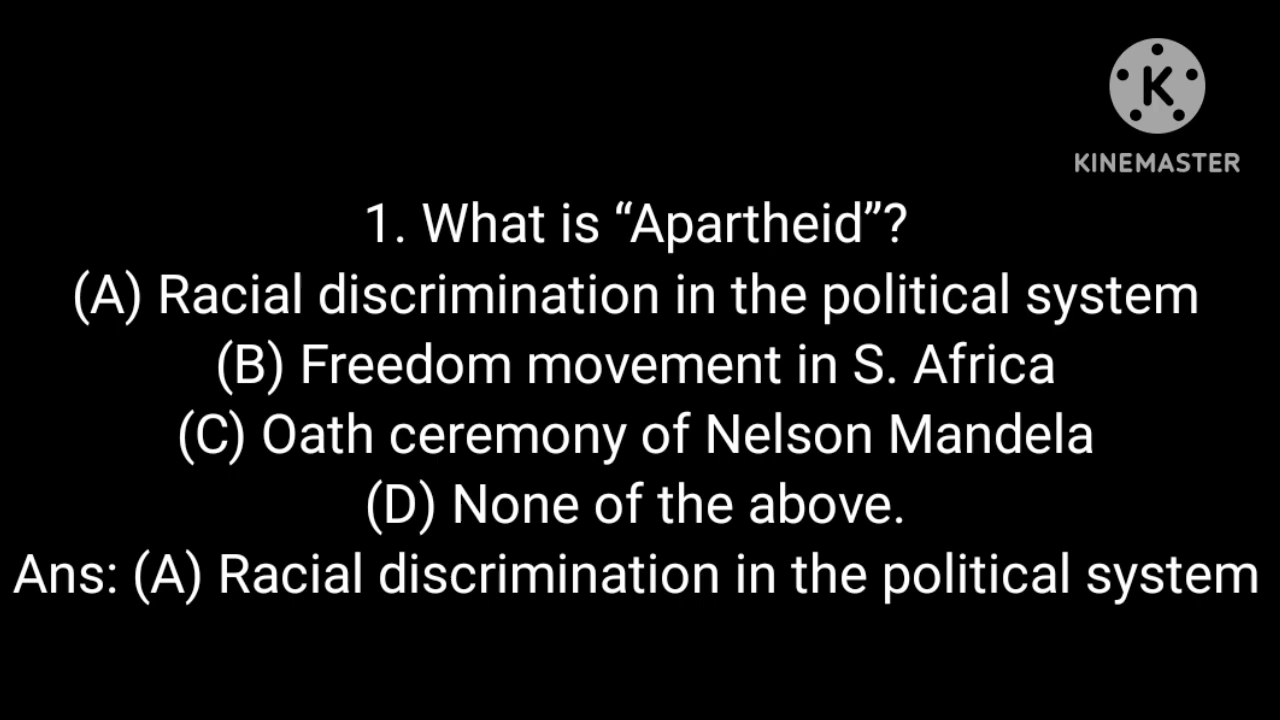 KINEMASTER
1. What is “Apartheid”?
(A) Racial discrimination in the political system
(B) Freedom movement in S. Africa
(C) Oath ceremony of Nelson Mandela
(D) None of the above.
Ans: (A) Racial discrimination in the political system